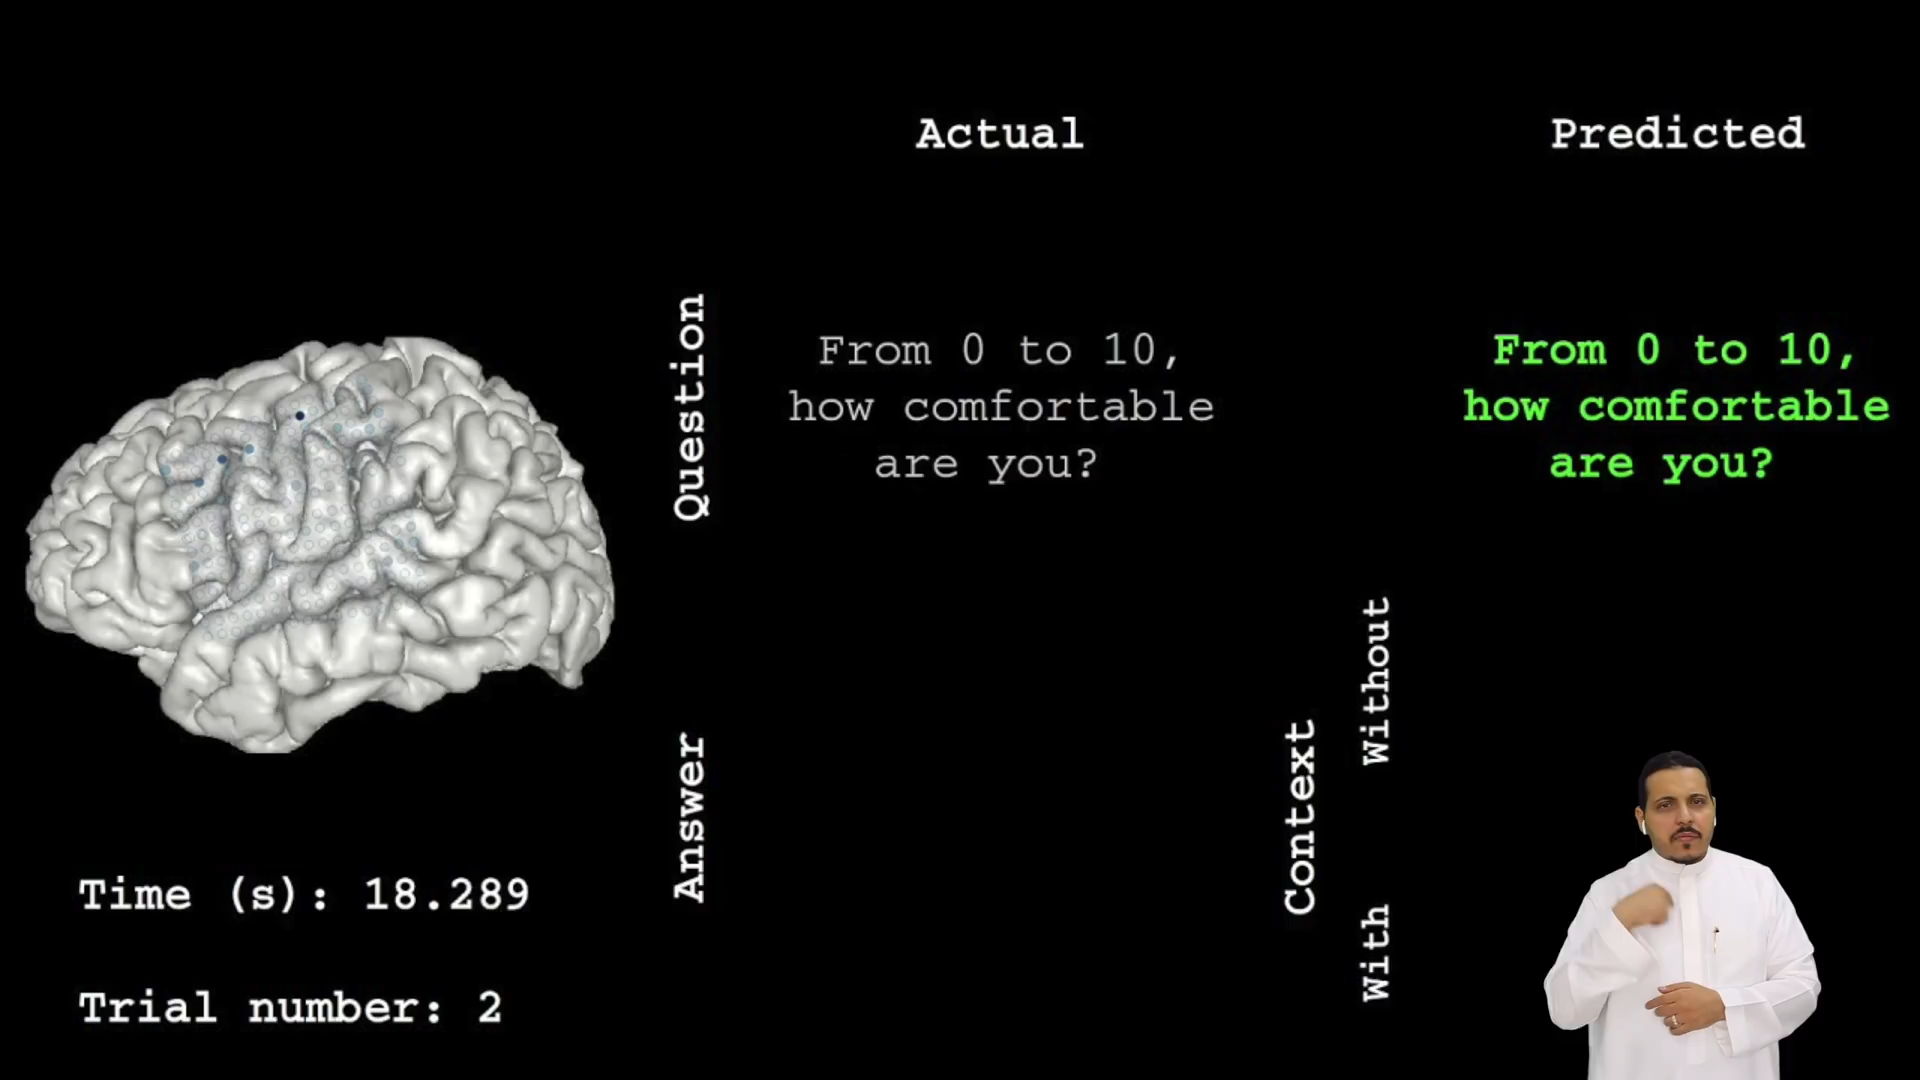 Actual
Predicted
Question
From 0 to 10,
how comfortable
are you?
From 0 to 10,
how comfortable
are you?
Answer
Context
Without
With
Time (s): 18.289
Trial number: 2